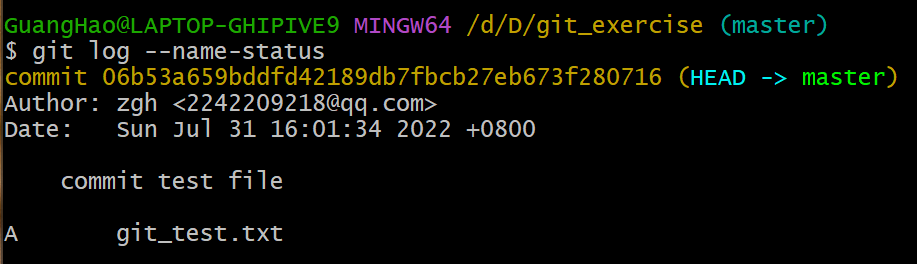 GuangHao@LAPTOP-GHIPIVE9 MINGW64 /d/D/git_exercise (master)
$ git log --name-status
commit 06b53a659bddfd42189db7fbcb27eb673f280716 (HEAD -> master)
Author: zgh <2242209218@qq.com>
Date:   Sun Jul 31 16:01:34 2022 +0800
    commit test file
A       git_test.txt